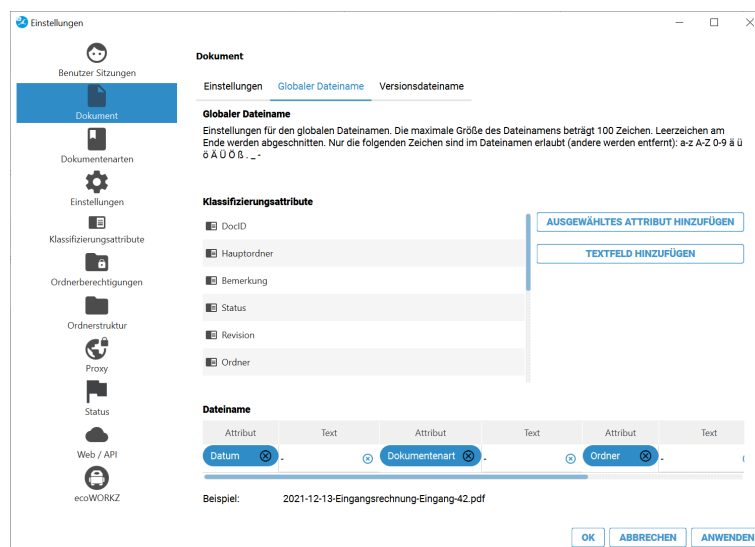 Einstellungen
Benutzer Sitzungen
Dokument
Dokumentenarten
Einstellungen
Klassifizierungsattribute
Ordnerberechtigungen
Ordnerstruktur
Proxy
Status
Web / API
ecoWORKZ
Dokument
Einstellungen Globaler Dateiname Versionsdateiname
Globaler Dateiname
Einstellungen für den globalen Dateinamen. Die maximale Größe des Dateinamens beträgt 100 Zeichen. Leerzeichen am
Ende werden abgeschnitten. Nur die folgenden Zeichen sind im Dateinamen erlaubt (andere werden entfernt): a-z A-Z 0-9 ä ü
ö Ä Ü Ö ß . _ -
Klassifizierungsattribute
DocID
Hauptordner
Bemerkung
Status
Revision
Ordner
AUSGEWÄHLTES ATTRIBUT HINZUFÜGEN
TEXTFELD HINZUFÜGEN
Dateiname
Attribut Text Attribut Text Attribut Text
Datum - Dokumentenart - Ordner -
Beispiel: 2021-12-13-Eingangsrechnung-Eingang-42.pdf
OK ABBRECHEN ANWENDEN